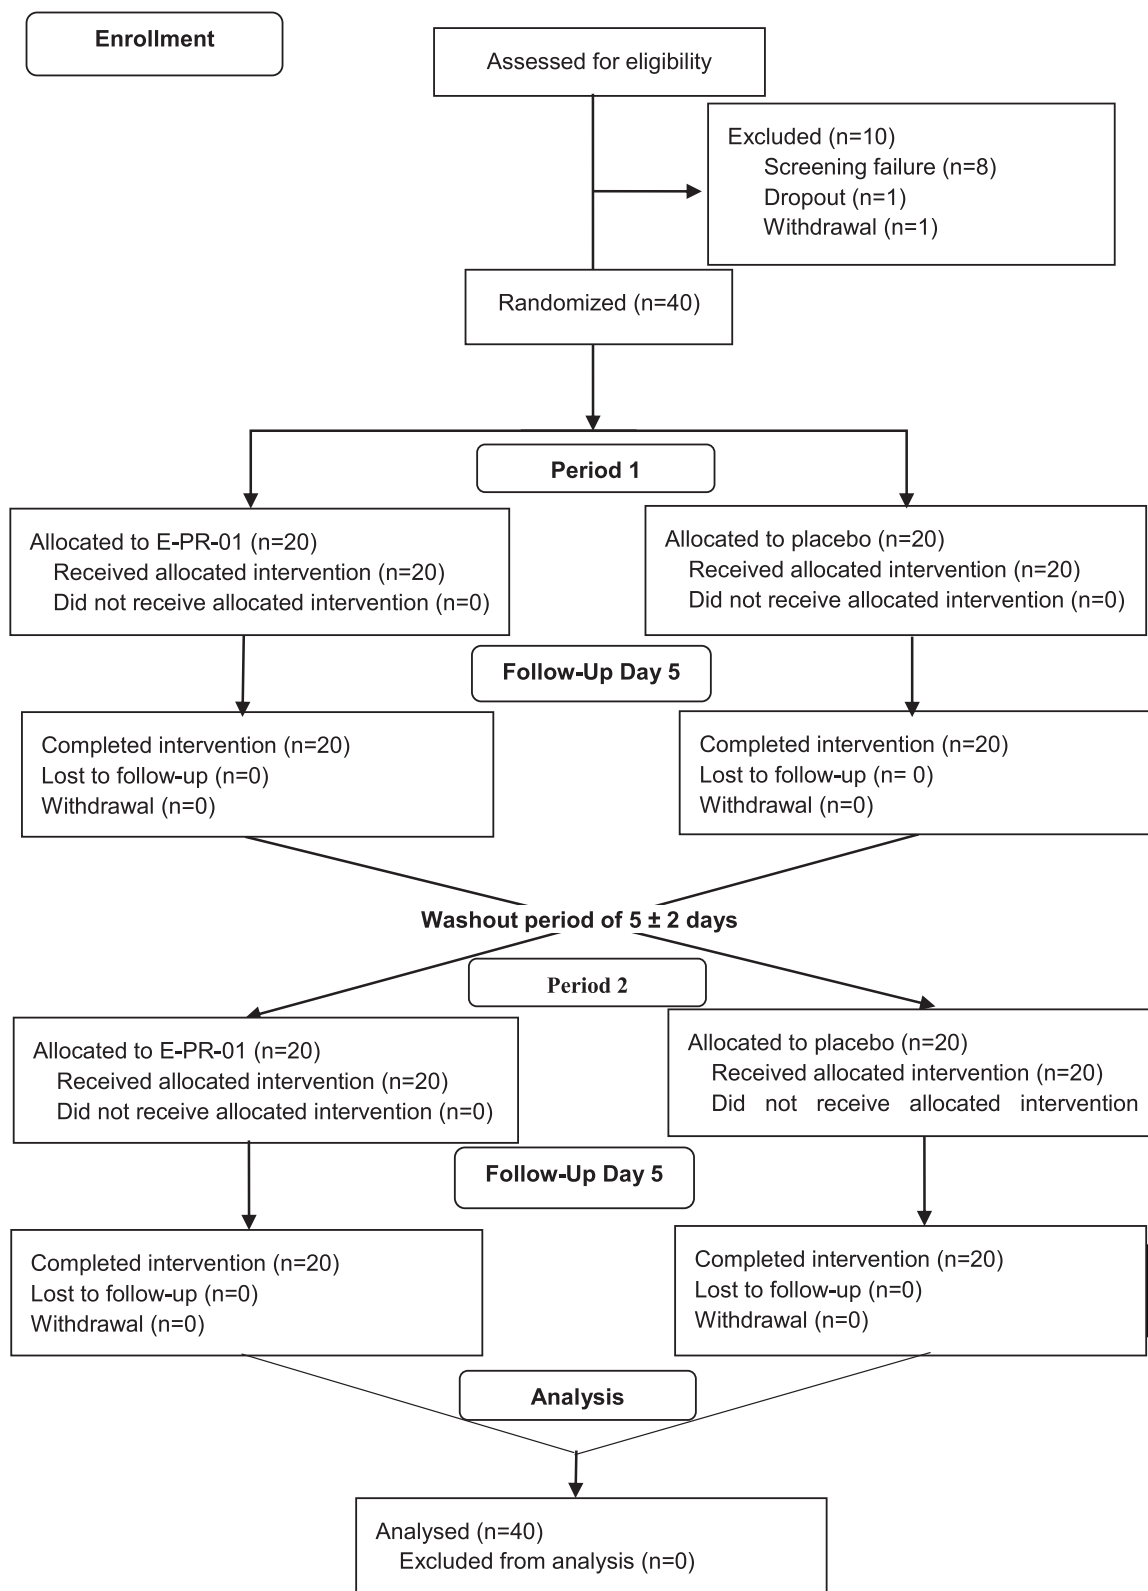 Enrollment
Assessed for eligibility
Excluded (n=10)
Screening failure (n=8)
Dropout (n=1)
Withdrawal (n=1)
Randomized (n=40)
Period 1
Allocated to E-PR-01 (n=20)
Received allocated intervention (n=20)
Did not receive allocated intervention (n=0)
Allocated to placebo (n=20)
Received allocated intervention (n=20)
Did not receive allocated intervention (n=0)
Follow-Up Day 5
Completed intervention (n=20)
Lost to follow-up (n=0)
Withdrawal (n=0)
Completed intervention (n=20)
Lost to follow-up (n= 0)
Withdrawal (n=0)
Washout period of 5 ± 2 days
Period 2
Allocated to E-PR-01 (n=20)
Received allocated intervention (n=20)
Did not receive allocated intervention (n=0)
Allocated to placebo (n=20)
Received allocated intervention (n=20)
Did not receive allocated intervention
Follow-Up Day 5
Completed intervention (n=20)
Lost to follow-up (n=0)
Withdrawal (n=0)
Completed intervention (n=20)
Lost to follow-up (n=0)
Withdrawal (n=0)
Analysis
Analysed (n=40)
Excluded from analysis (n=0)